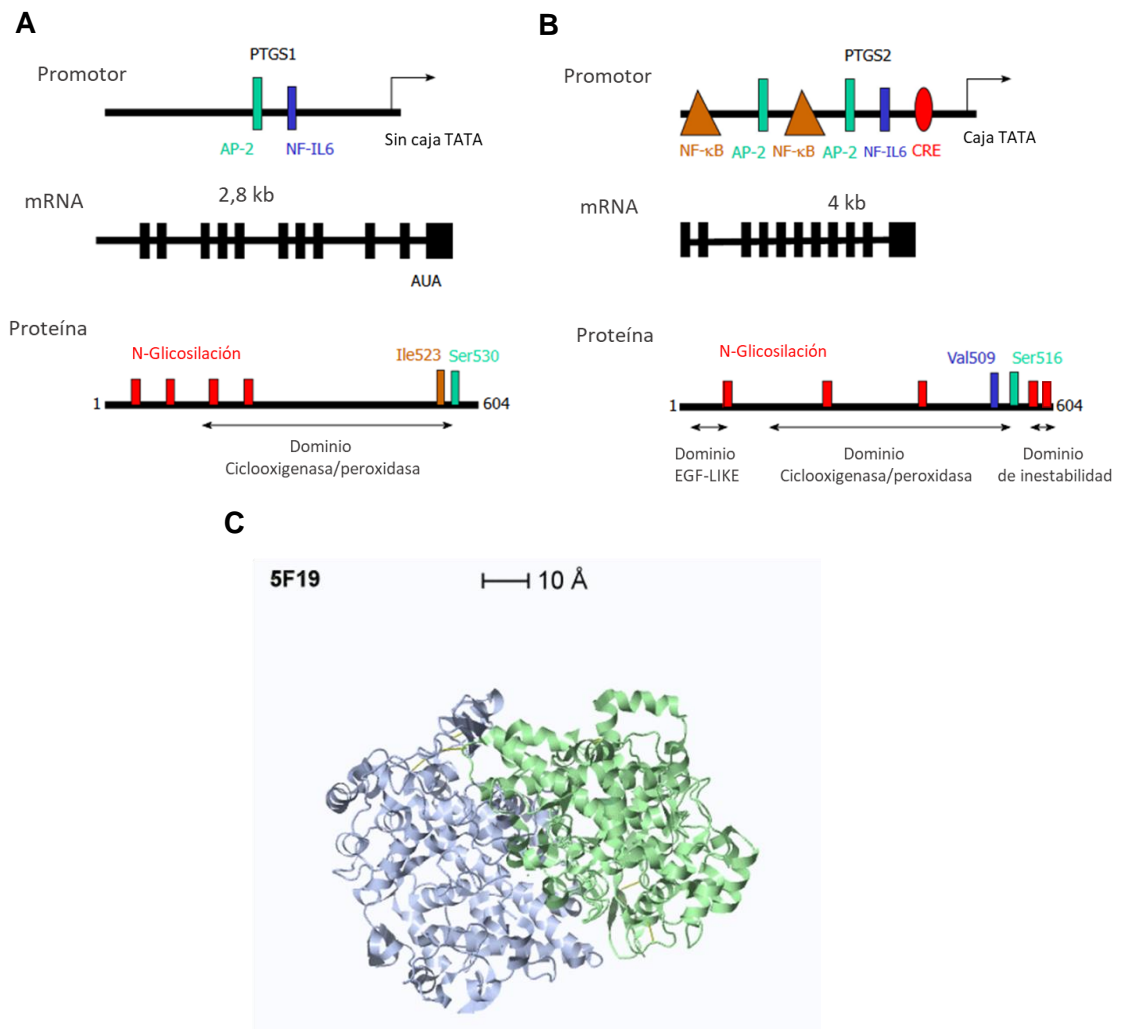 A
PTGS1
Promotor
AP-2
NF-IL6
Sin caja TATA
mRNA
2,8 kb
AUA
Proteína
N-Glicosilación
Ile523
Ser530
1
604
Dominio
Ciclooxigenasa/peroxidasa
B
PTGS2
Promotor
NF-κB
AP-2
NF-κB
AP-2
NF-IL6
CRE
Caja TATA
mRNA
4 kb
Proteína
N-Glicosilación
Val509
Ser516
1
604
Dominio
EGF-LIKE
Dominio
Ciclooxigenasa/peroxidasa
Dominio
de inestabilidad
C
5F19
10 Å